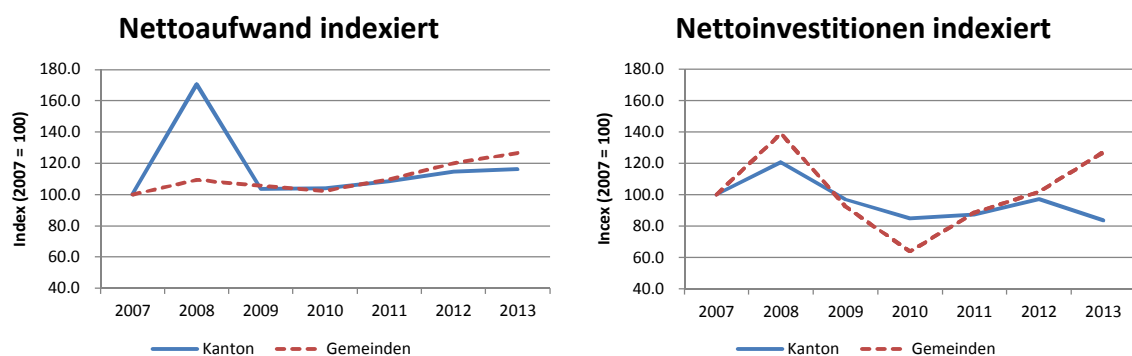 Nettoaufwand indexiert
180.0
160.0
140.0
120.0
100.0
80.0
60.0
40.0
Index (2007 = 100)
2007 2008 2009 2010 2011 2012 2013
Kanton Gemeinden
Nettoinvestitionen indexiert
180.0
160.0
140.0
120.0
100.0
80.0
60.0
40.0
Incex (2007 = 100)
2007 2008 2009 2010 2011 2012 2013
Kanton Gemeinden